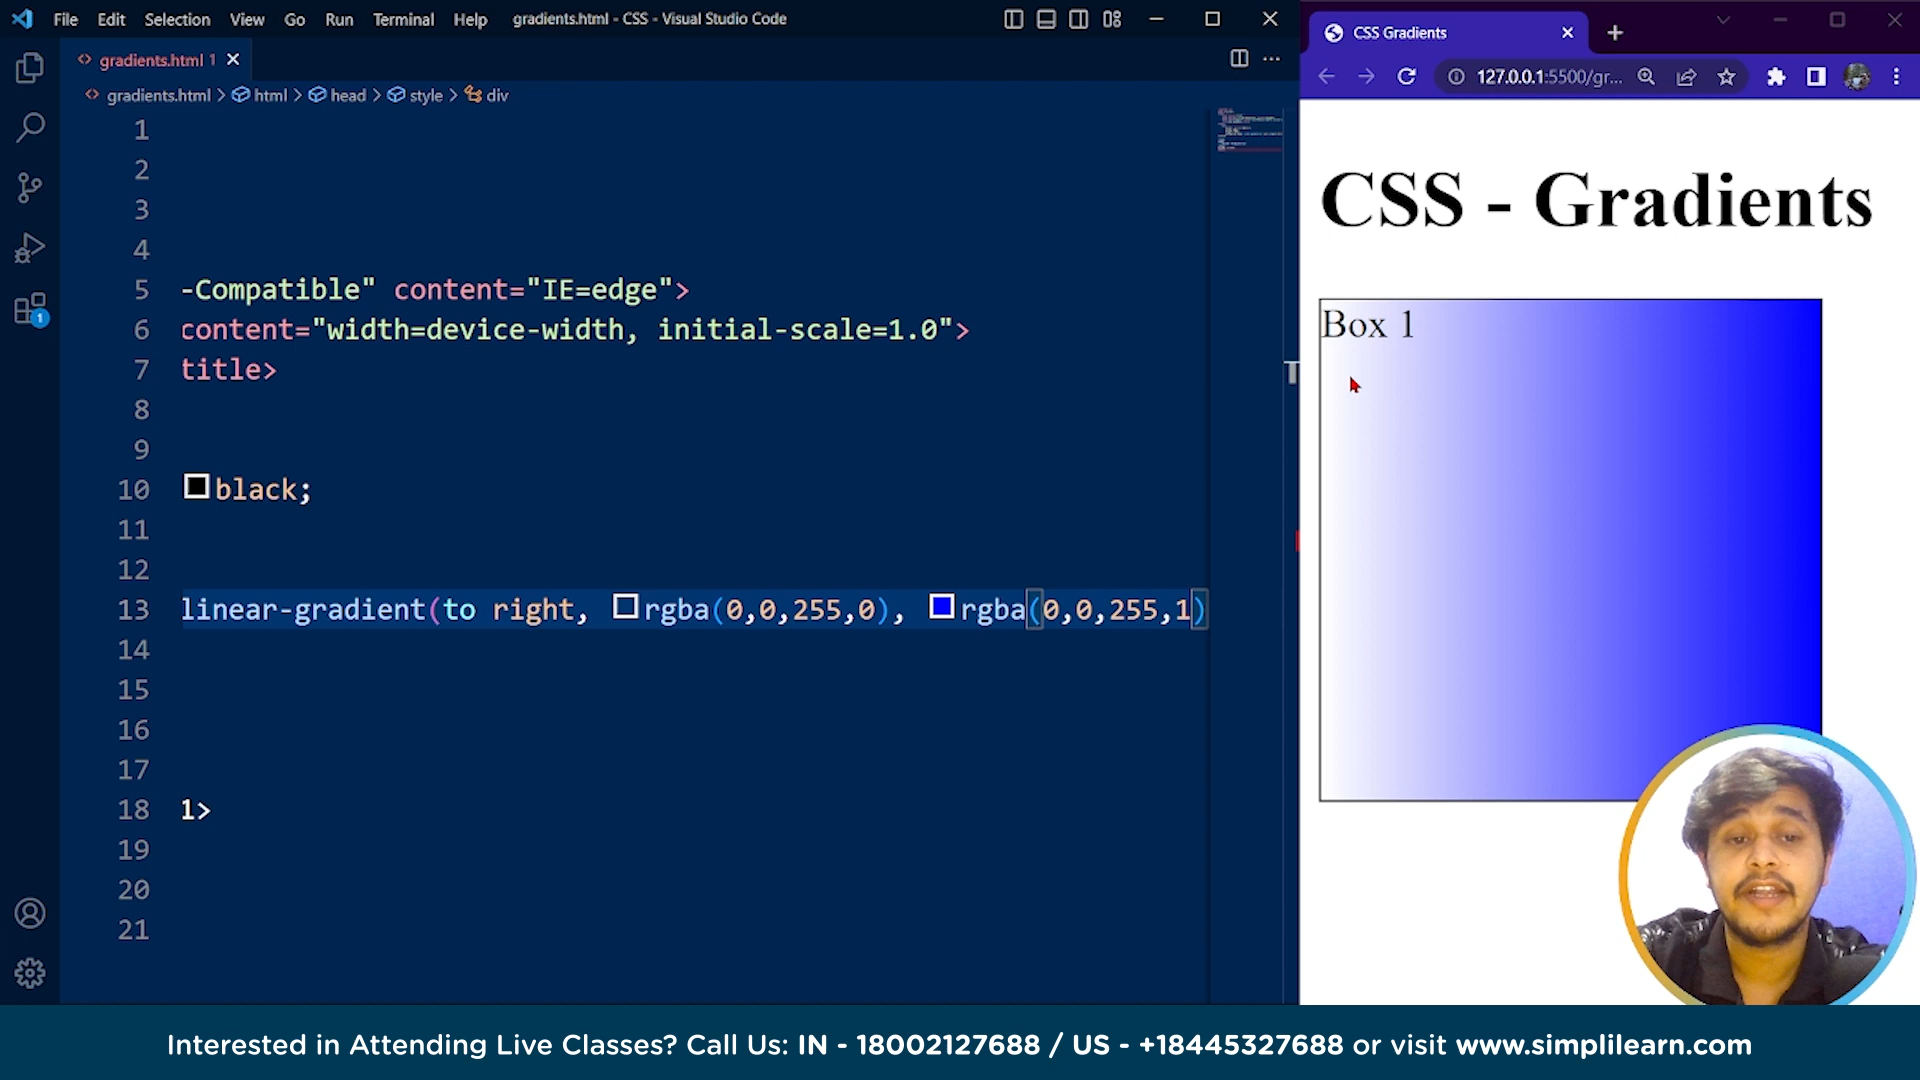 File Edit Selection View Go Run Terminal Help gradients.html - CSS - Visual Studio Code
gradients.html 1
gradients.html > html > head > style > div
1
2
3
4
5 -Compatible" content="IE=edge">
6 content="width=device-width, initial-scale=1.0">
7 title>
8
9
10 black;
11
12
13 linear-gradient(to right, rgba(0,0,255,0), rgba(0,0,255,1)
14
15
16
17
18 1>
19
20
21
1
CSS Gradients
127.0.0.1:5500/gr...
CSS - Gradients
Box 1
Interested in Attending Live Classes? Call Us: IN - 18002127688 / US - +18445327688 or visit www.simplilearn.com